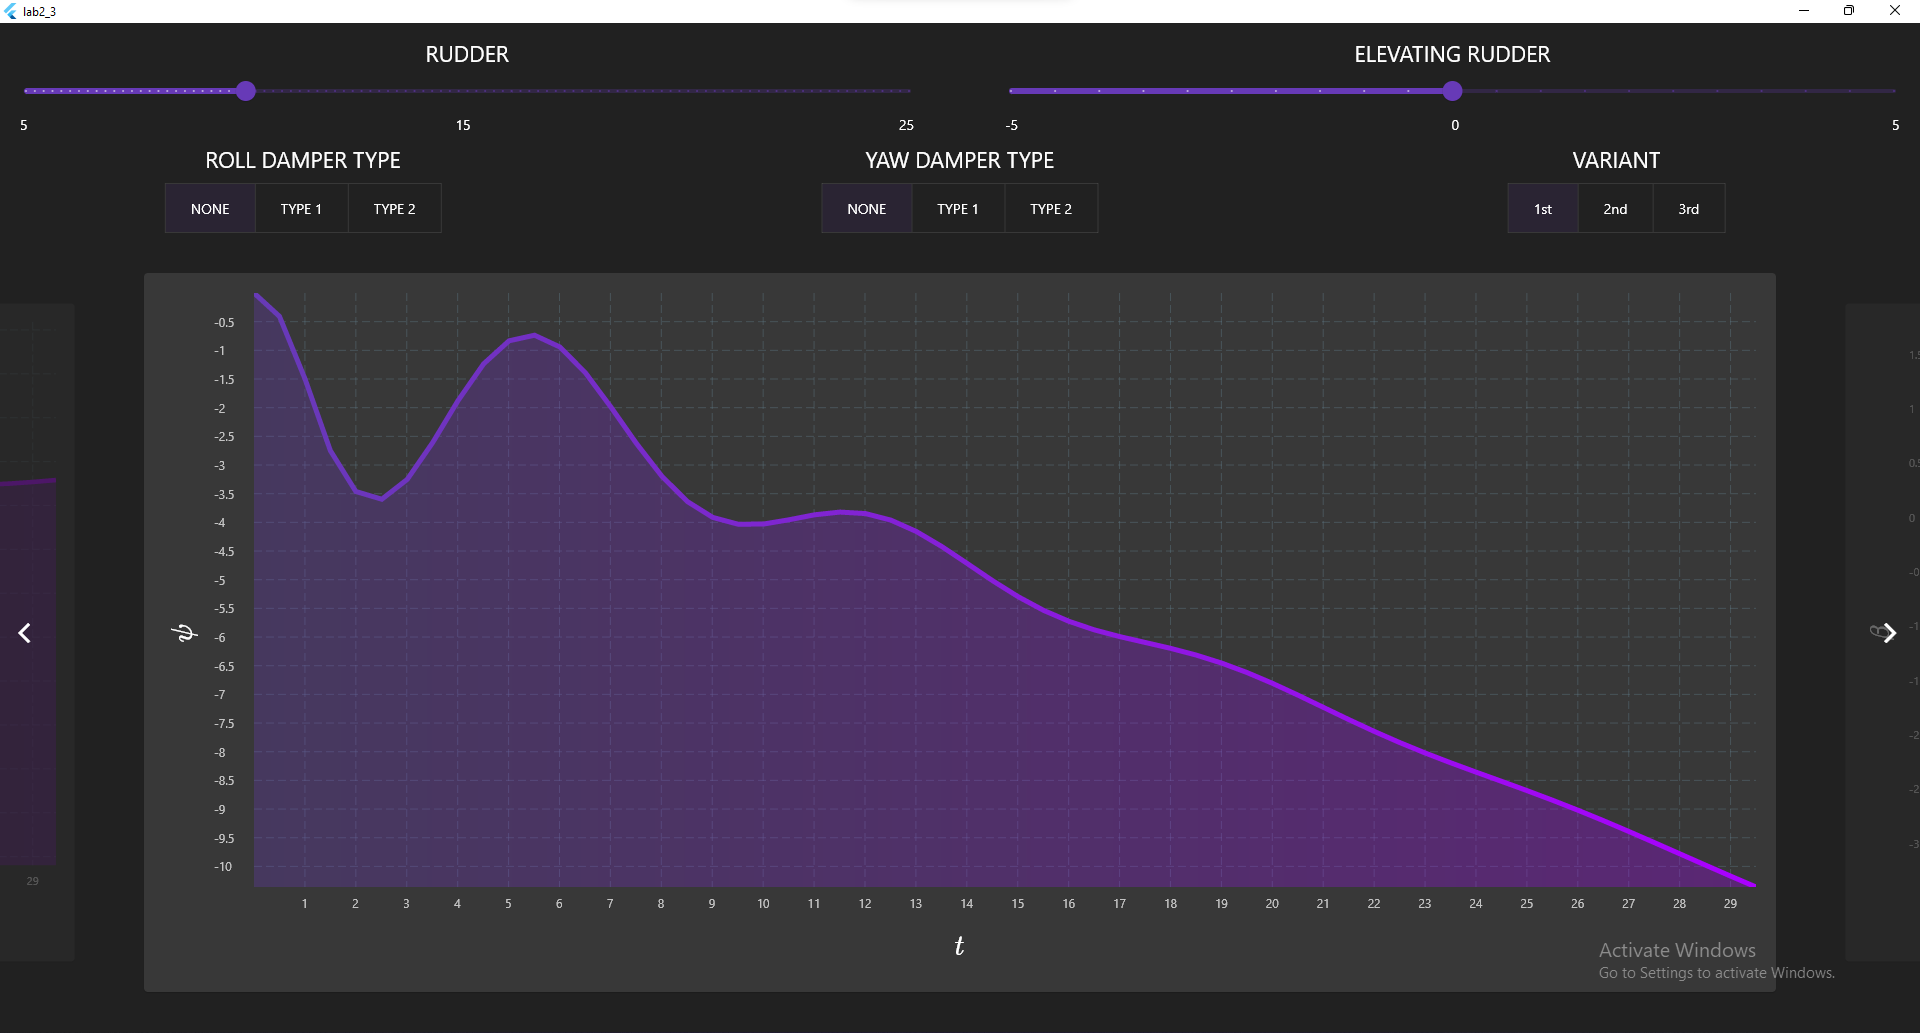 lab2_3
RUDDER
ELEVATING RUDDER
5 15 25
-5 0 5
ROLL DAMPER TYPE
YAW DAMPER TYPE
VARIANT
NONE TYPE 1 TYPE 2
NONE TYPE 1 TYPE 2
1st 2nd 3rd
-0.5
-1
-1.5
-2
-2.5
-3
-3.5
-4
-4.5
-5
-5.5
-6
-6.5
-7
-7.5
-8
-8.5
-9
-9.5
-10
ψ
1 2 3 4 5 6 7 8 9 10 11 12 13 14 15 16 17 18 19 20 21 22 23 24 25 26 27 28 29
t
29
1
0
Activate Windows
Go to Settings to activate Windows.